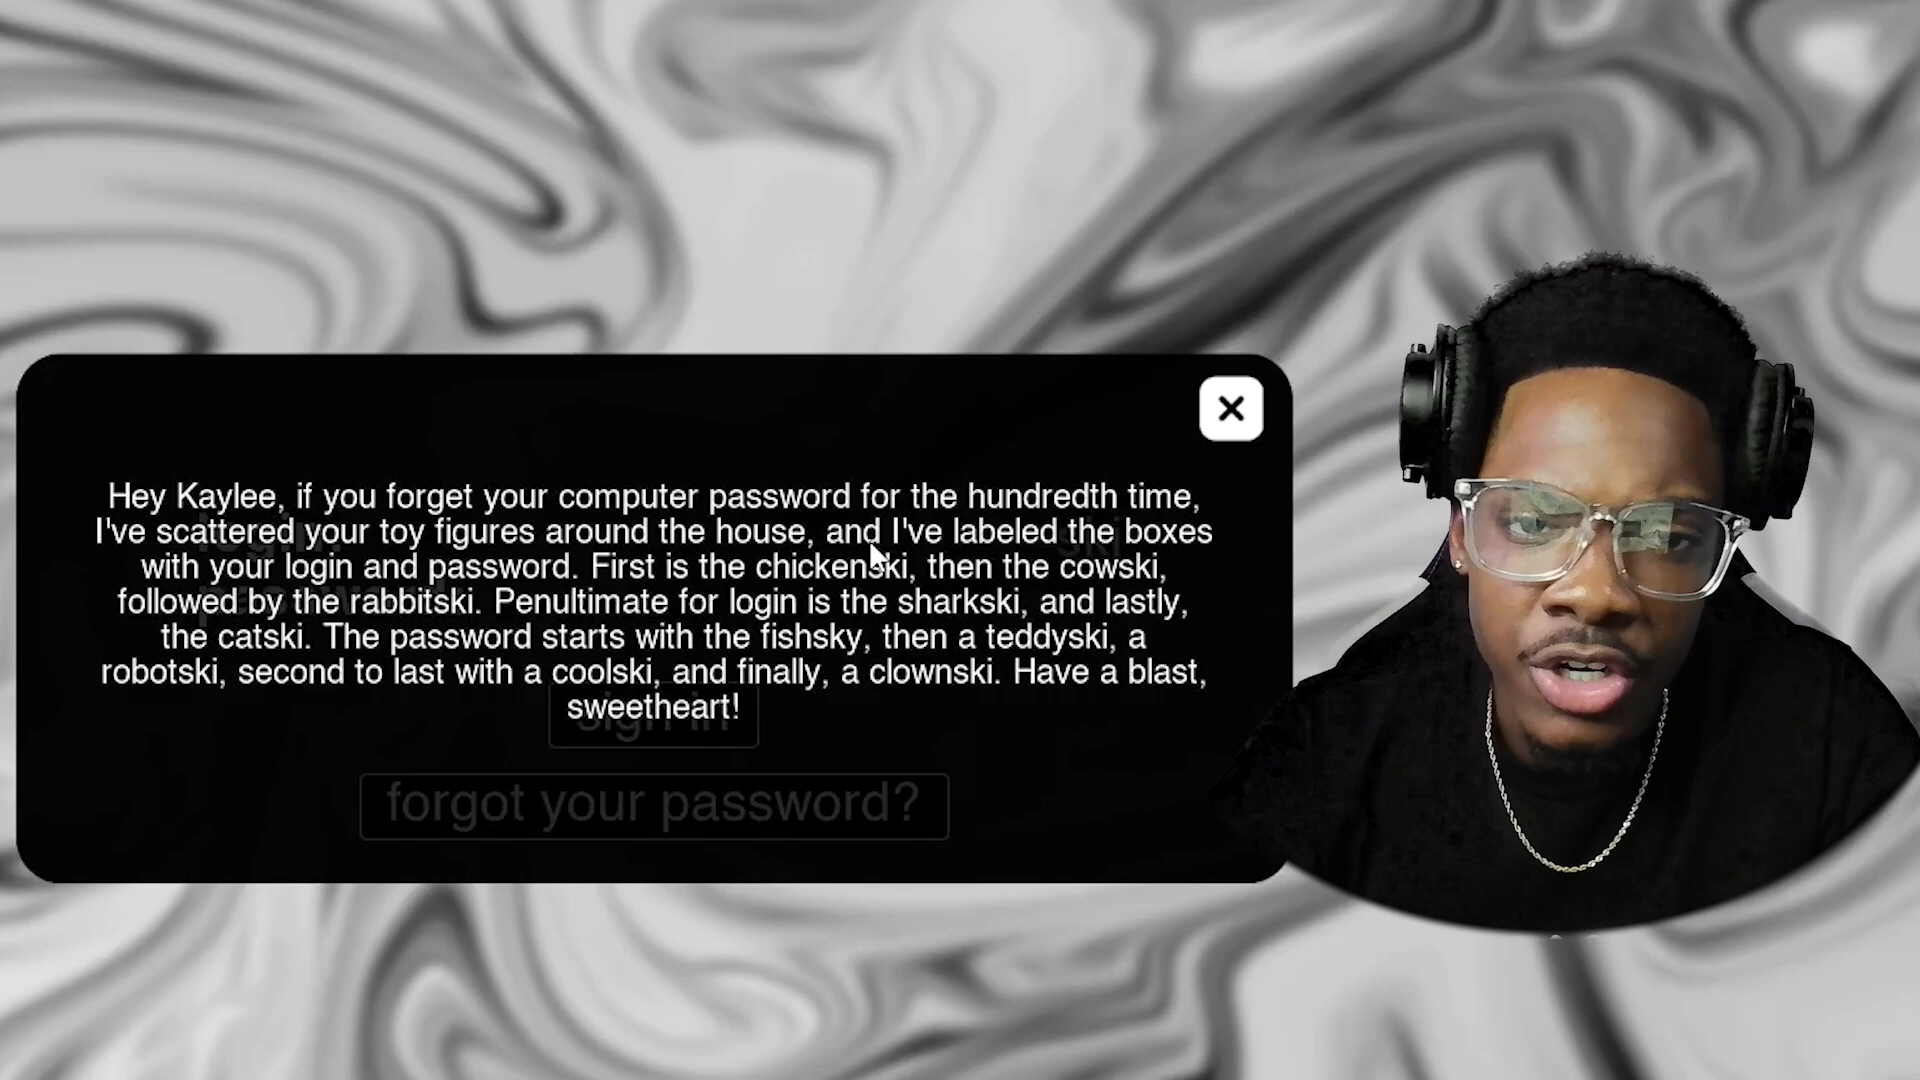 Hey Kaylee, if you forget your computer password for the hundredth time,
I've scattered your toy figures around the house, and I've labeled the boxes
with your login and password. First is the chickenski, then the cowski,
followed by the rabbitski. Penultimate for login is the sharkski, and lastly,
the catski. The password starts with the fishsky, then a teddyski, a
robotski, second to last with a coolski, and finally, a clownski. Have a blast,
sweetheart!
sign in
forgot your password?